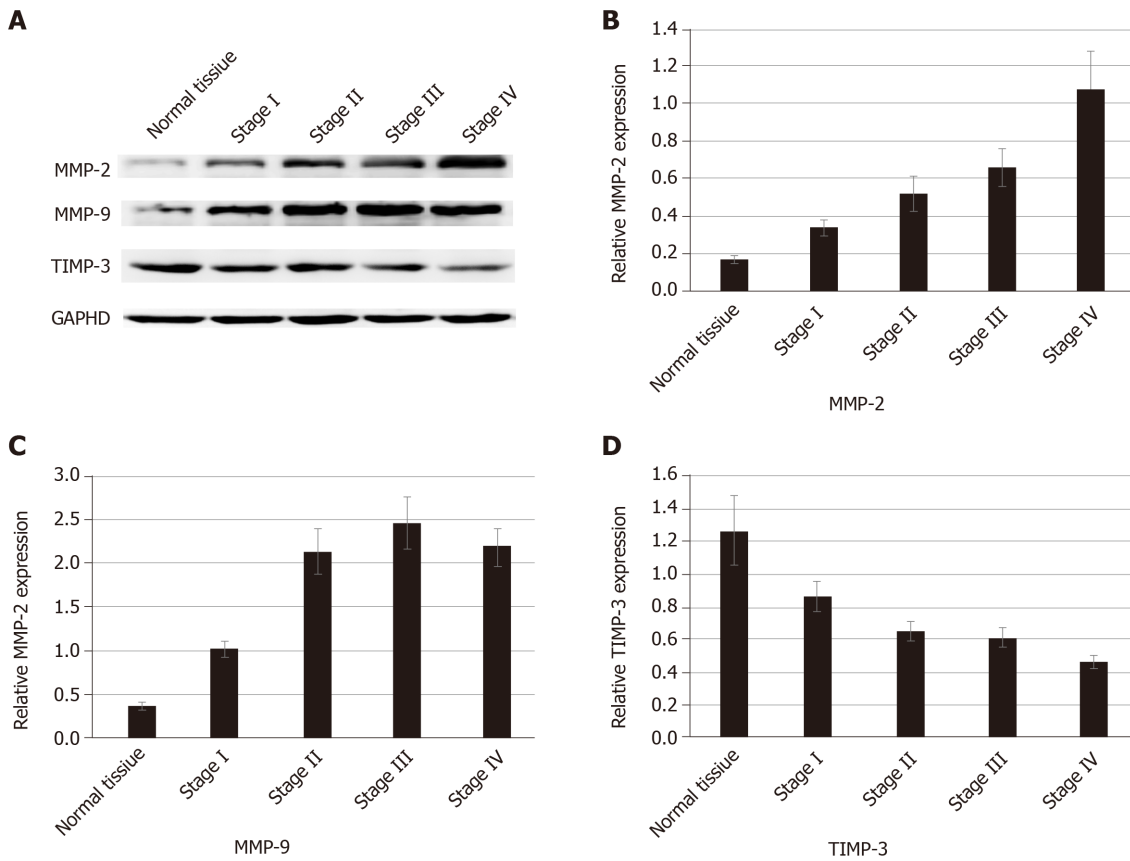 A
Normal tissiue
Stage I
Stage II
Stage III
Stage IV
MMP-2
MMP-9
TIMP-3
GAPHD
B
Relative MMP-2 expression
1.4
1.2
1.0
0.8
0.6
0.4
0.2
0.0
Normal tissiue
Stage I
Stage II
Stage III
Stage IV
MMP-2
C
Relative MMP-2 expression
3.0
2.5
2.0
1.5
1.0
0.5
0.0
Normal tissiue
Stage I
Stage II
Stage III
Stage IV
MMP-9
D
Relative TIMP-3 expression
1.6
1.4
1.2
1.0
0.8
0.6
0.4
0.2
0.0
Normal tissiue
Stage I
Stage II
Stage III
Stage IV
TIMP-3